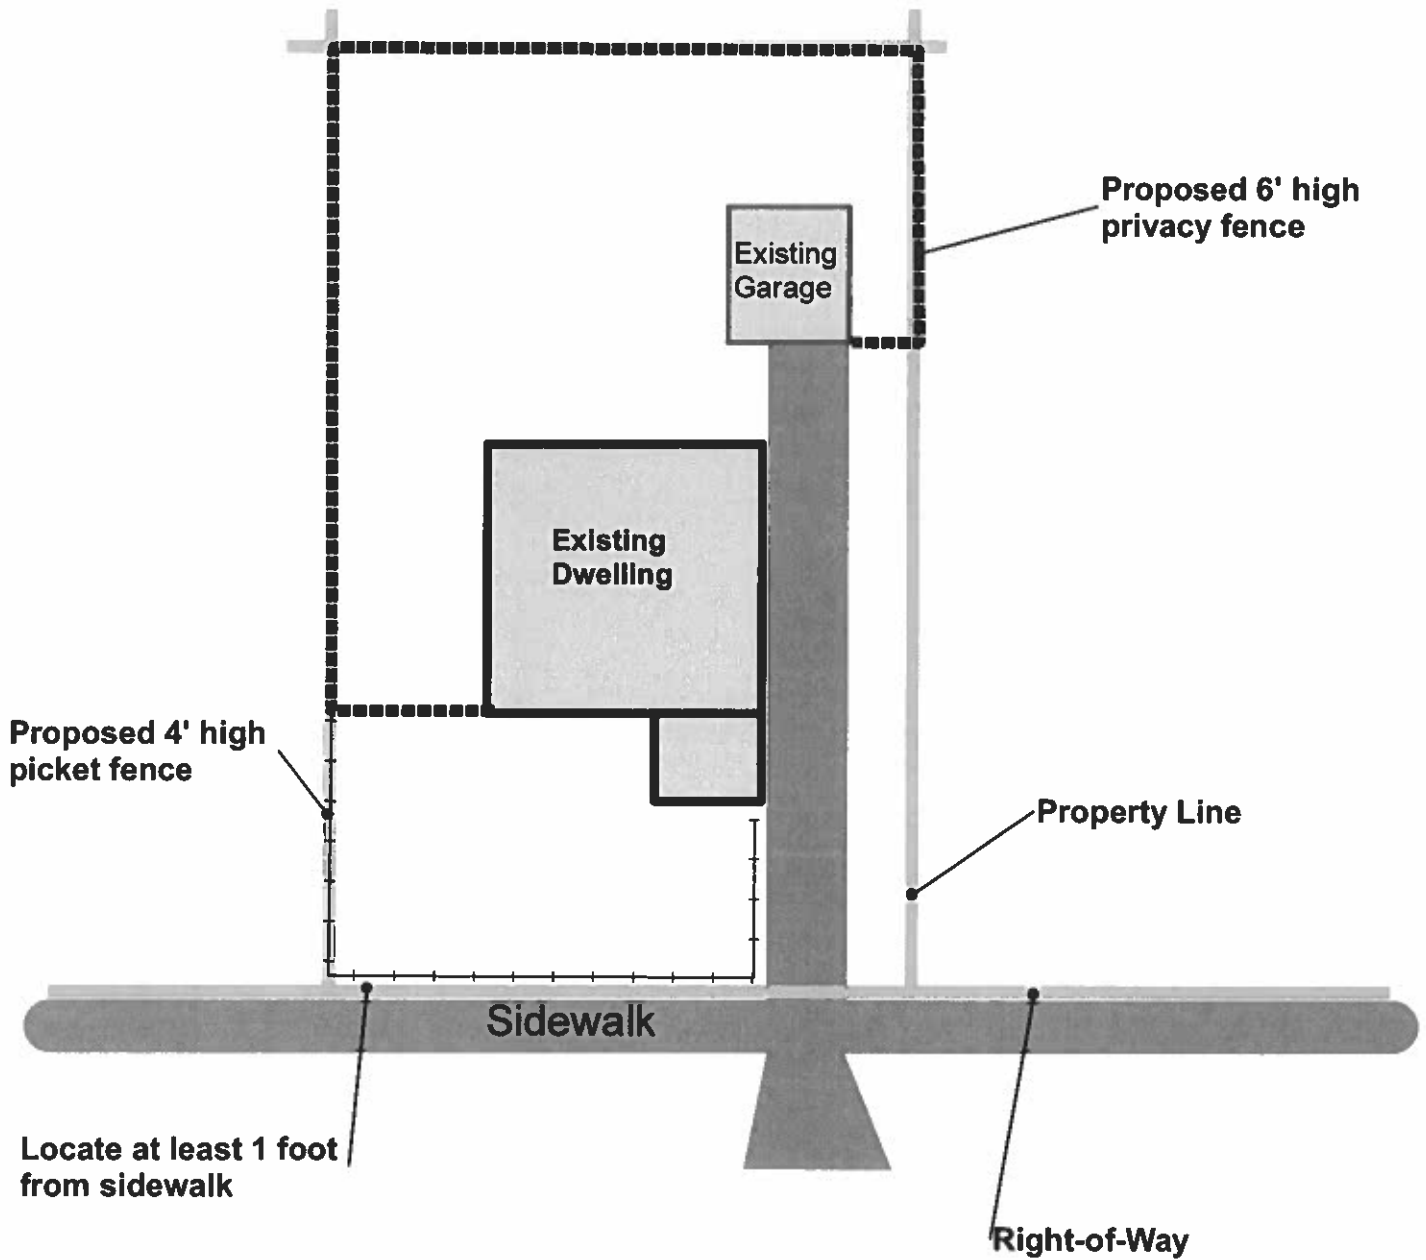 Proposed 6' high
privacy fence
Existing
Garage
Existing
Dwelling
Proposed 4' high
picket fence
Property Line
Sidewalk
Locate at least 1 foot
from sidewalk
Right-of-Way